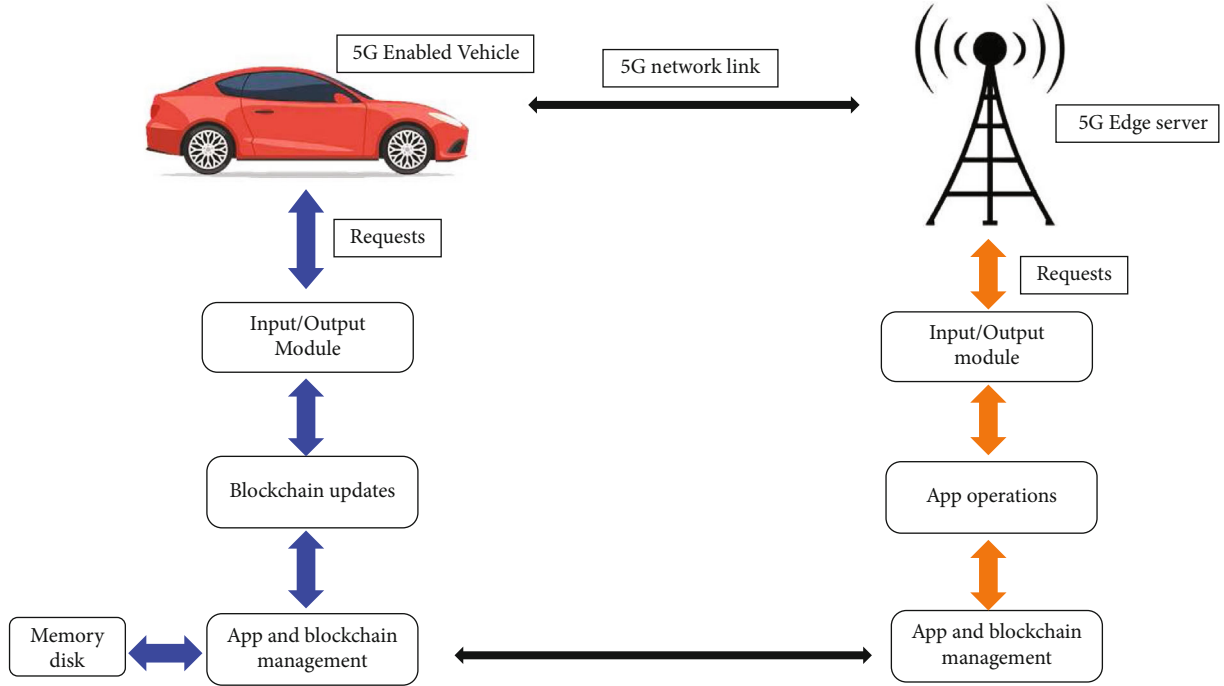 5G Enabled Vehicle
5G network link
5G Edge server
Requests
Requests
Input/Output
Module
Input/Output
module
Blockchain updates
App operations
Memory
disk
App and blockchain
management
App and blockchain
management